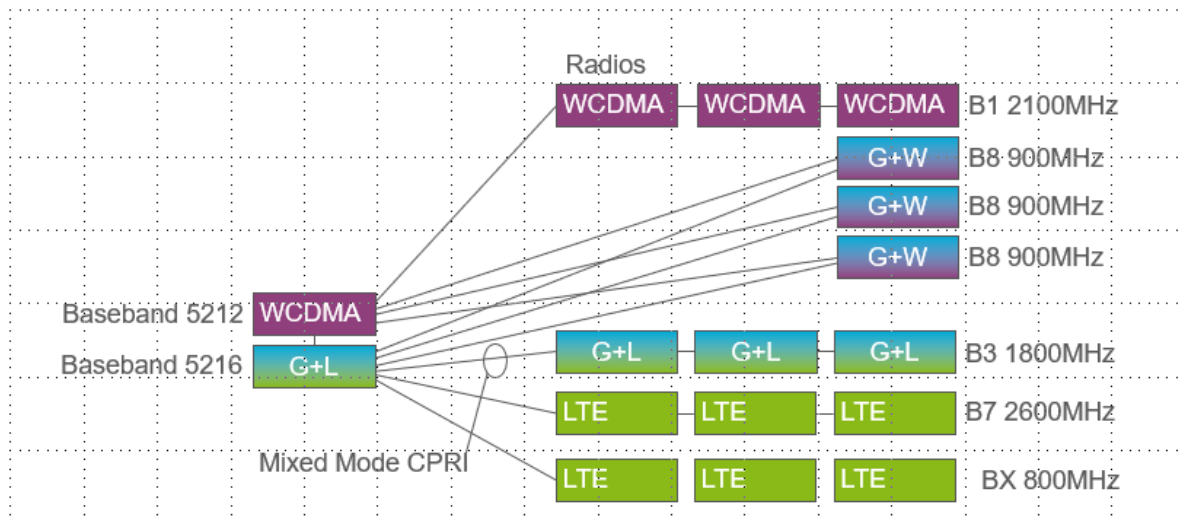 Radios
WCDMA WCDMA WCDMA B1 2100MHz
G+W B8 900MHz
G+W B8 900MHz
G+W B8 900MHz
Baseband 5212 WCDMA
Baseband 5216 G+L
G+L G+L G+L B3 1800MHz
LTE LTE LTE B7 2600MHz
Mixed Mode CPRI
LTE LTE LTE BX 800MHz